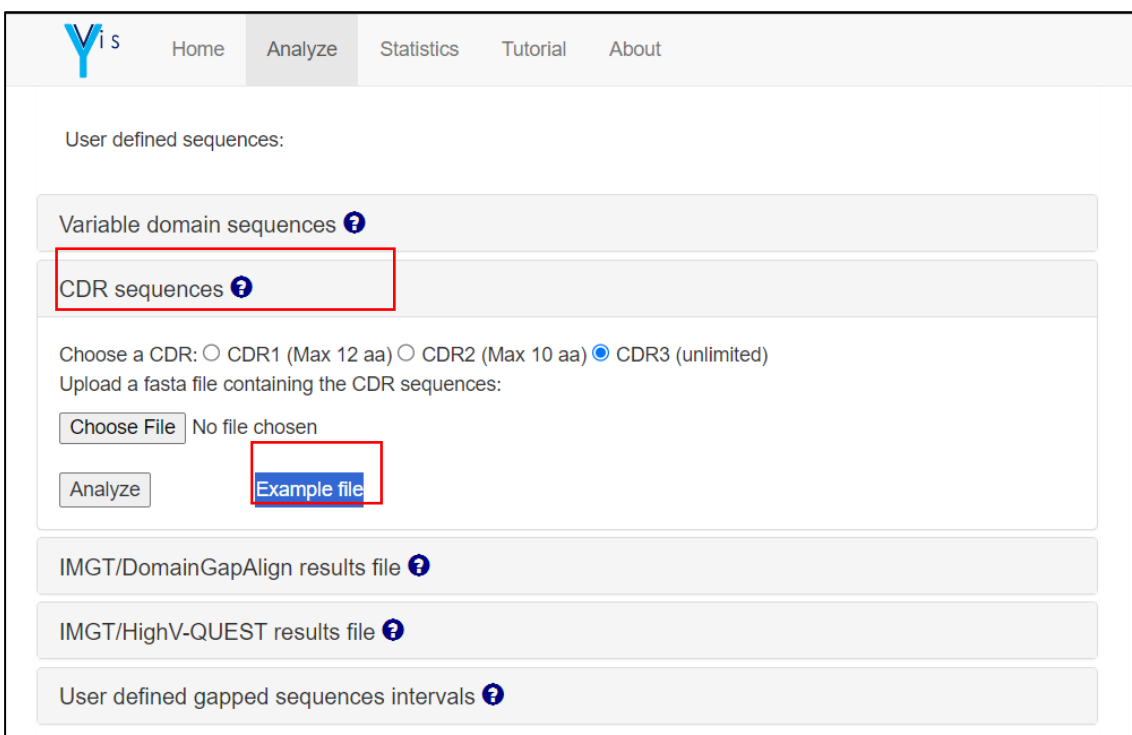 Yis Home Analyze Statistics Tutorial About
User defined sequences:
Variable domain sequences ?
CDR sequences ?
Choose a CDR: CDR1 (Max 12 aa) CDR2 (Max 10 aa) CDR3 (unlimited)
Upload a fasta file containing the CDR sequences:
Choose File No file chosen
Analyze Example file
IMGT/DomainGapAlign results file ?
IMGT/HighV-QUEST results file ?
User defined gapped sequences intervals ?